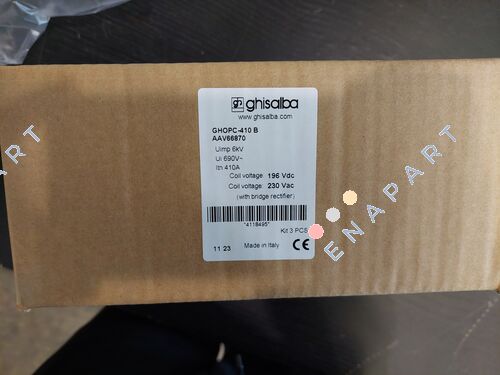 ghisalba
www.ghisalba.com
GHOPC-410 B
AAV66870
Uimp 6kV
Ui 690V~
Ith 410A
Coil voltage: 196 Vdc
Coil voltage: 230 Vac
(with bridge rectifier)
*4118495*
Kit 3 PCS
11 23 Made in Italy CE
ENAPART